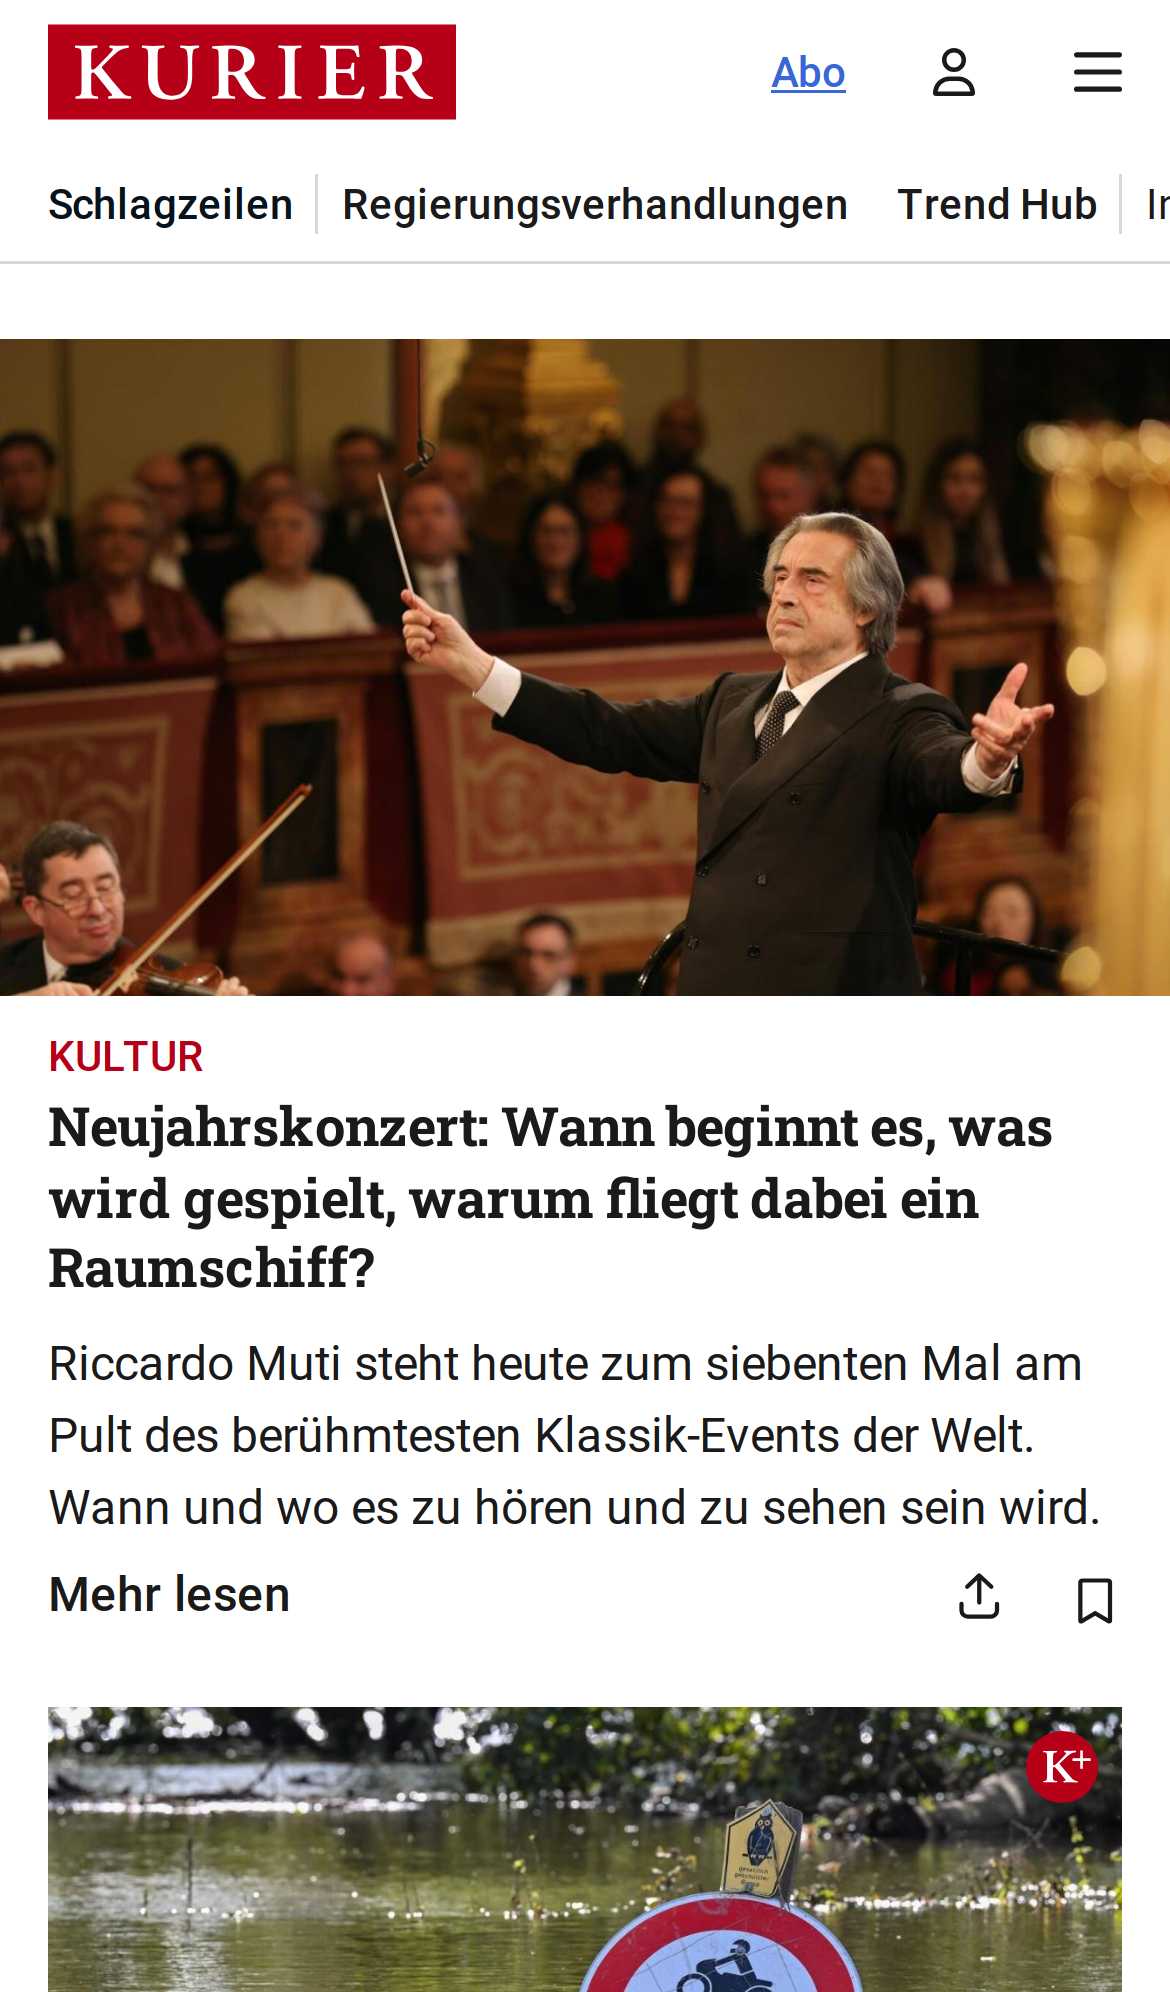 KURIER
Abo
Schlagzeilen
Regierungsverhandlungen
Trend Hub
KULTUR
Neujahrskonzert: Wann beginnt es, was
wird gespielt, warum fliegt dabei ein
Raumschiff?
Riccardo Muti steht heute zum siebenten Mal am
Pult des berühmtesten Klassik-Events der Welt.
Wann und wo es zu hören und zu sehen sein wird.
Mehr lesen
K+